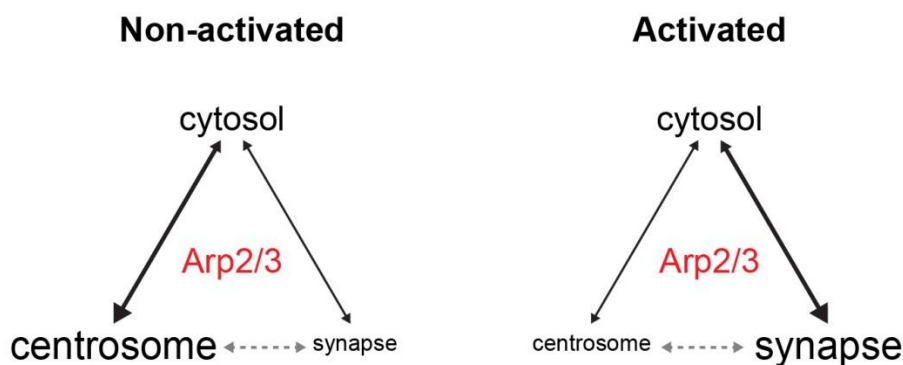 Non-activated
Activated
cytosol
cytosol
Arp2/3
Arp2/3
centrosome
synapse
centrosome
synapse